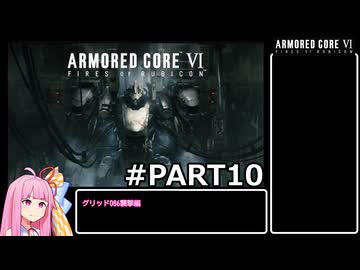 ARMORED CORE VI
FIRES OF RUBICON
ARMORED CORE VI
FIRES OF RUBICON
#PART10
グリッド086襲撃編